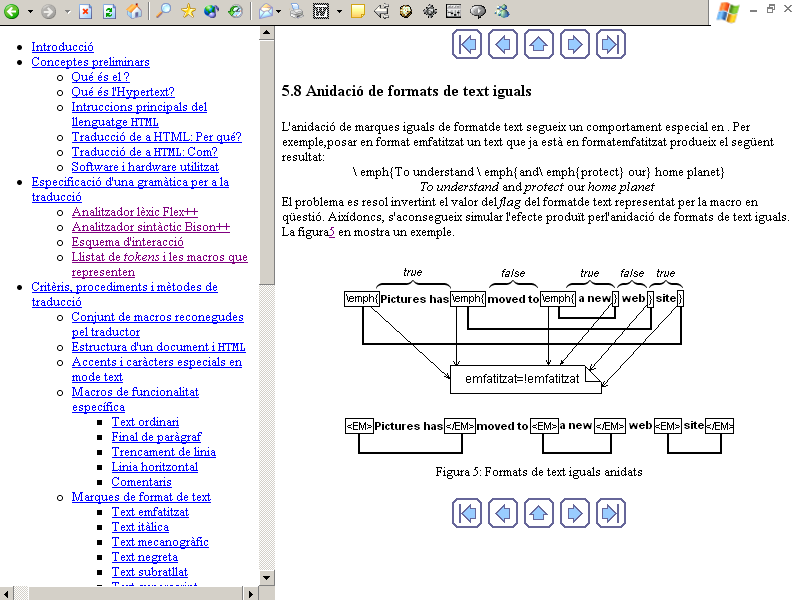 Introducció
Conceptes preliminars
Qué és el ?
Qué és l'Hypertext?
Intruccions principals del
llenguatge HTML
Traducció de a HTML: Per qué?
Traducció de a HTML: Com?
Software i hardware utilitzat
Especificació d'una gramàtica per a la
traducció
Analitzador lèxic Flex++
Analitzador sintàctic Bison++
Esquema d'interacció
Llistat de tokens i les macros que
representen
Critèris, procediments i mètodes de
traducció
Conjunt de macros reconegudes
pel traductor
Estructura d'un document i HTML
Accents i caràcters especials en
mode text
Macros de funcionalitat
específica
Text ordinari
Final de paràgraf
Trencament de linia
Linia horitzontal
Comentaris
Marques de format de text
Text emfatitzat
Text itàlica
Text mecanogràfic
Text negreta
Text subratllat
5.8 Anidació de formats de text iguals
L'anidació de marques iguals de formatde text segueix un comportament especial en . Per
exemple,posar en format emfatitzat un text que ja està en formatemfatitzat produeix el següent
resultat:
\ emph{To understand \ emph{and\ emph{protect} our} home planet}
To understand and protect our home planet
El problema es resol invertint el valor del flag del formatde text representat per la macro en
qüestió. Aixídoncs, s'aconsegueix simular l'efecte produït perl'anidació de formats de text iguals.
La figura5 en mostra un exemple.
true false true false true
\emph{ Pictures has \emph{ moved to \emph{ a new } web } site }
emfatitzat=!emfatitzat
<EM> Pictures has </EM> moved to <EM> a new </EM> web <EM> site </EM>
Figura 5: Formats de text iguals anidats